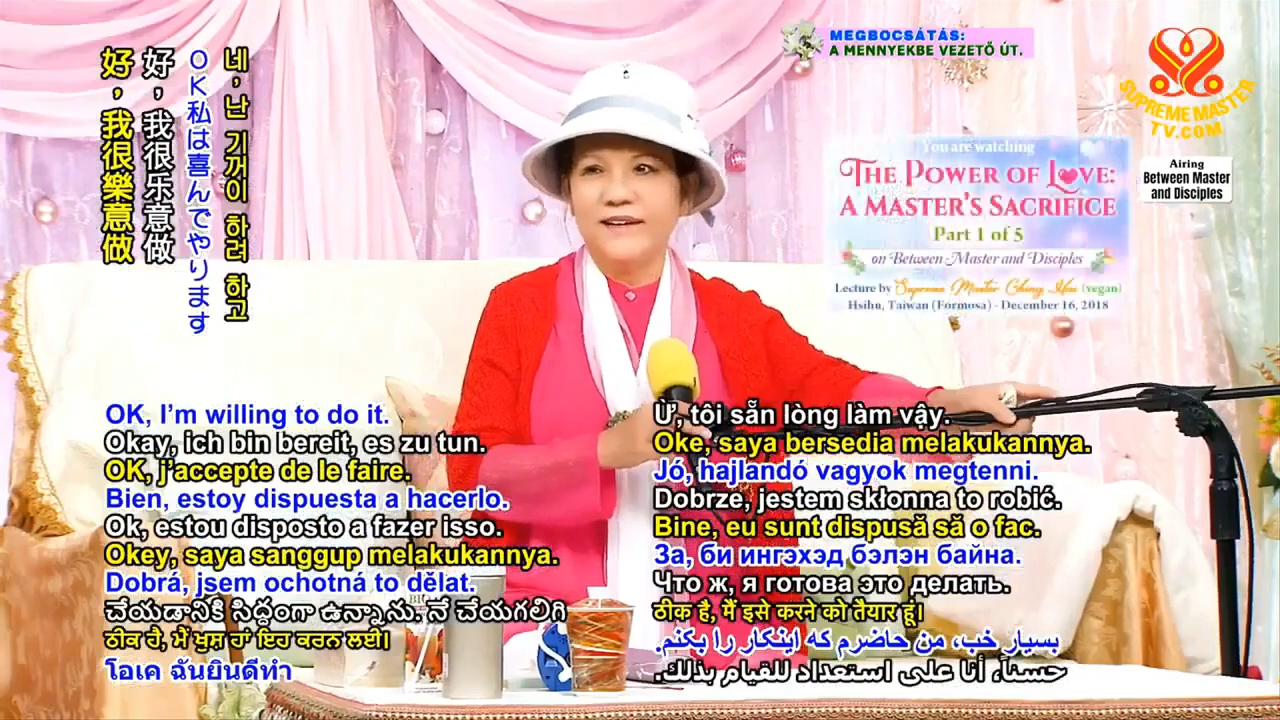 MEGBOCSÁTÁS:
A MENNYEKBE VEZETŐ ÚT.
SUPREME MASTER
TV.COM
You are watching
THE POWER OF LOVE:
A MASTER'S SACRIFICE
Part 1 of 5
on Between Master and Disciples
Lecture by Supreme Master Ching Hai (vegan)
Hsihu, Taiwan (Formosa) - December 16, 2018
Airing
Between Master
and Disciples
好，我很樂意做
好，我很乐意做
OK私は喜んでやります
네, 난 기꺼이 하려 하고
OK, I'm willing to do it.
Okay, ich bin bereit, es zu tun.
OK, j'accepte de le faire.
Bien, estoy dispuesta a hacerlo.
Ok, estou disposto a fazer isso.
Okey, saya sanggup melakukannya.
Dobrá, jsem ochotná to dělat.
చేయడానికి సిద్ధంగా ఉన్నాను. నే చేయగలిగి
ਠੀਕ ਹੈ, ਮੈਂ ਖੁਸ਼ ਹਾਂ ਇਹ ਕਰਨ ਲਈ।
โอเค ฉันยินดีทำ
Ừ, tôi sẵn lòng làm vậy.
Oke, saya bersedia melakukannya.
Jó, hajlandó vagyok megtenni.
Dobrze, jestem skłonna to robić.
Bine, eu sunt dispusă să o fac.
За, би ингэхэд бэлэн байна.
Что ж, я готова это делать.
ठीक है, मैं इसे करने को तैयार हूं।
بسیار خب، من حاضرم که اینکار را بکنم.
حسناً، أنا على استعداد للقيام بذلك.